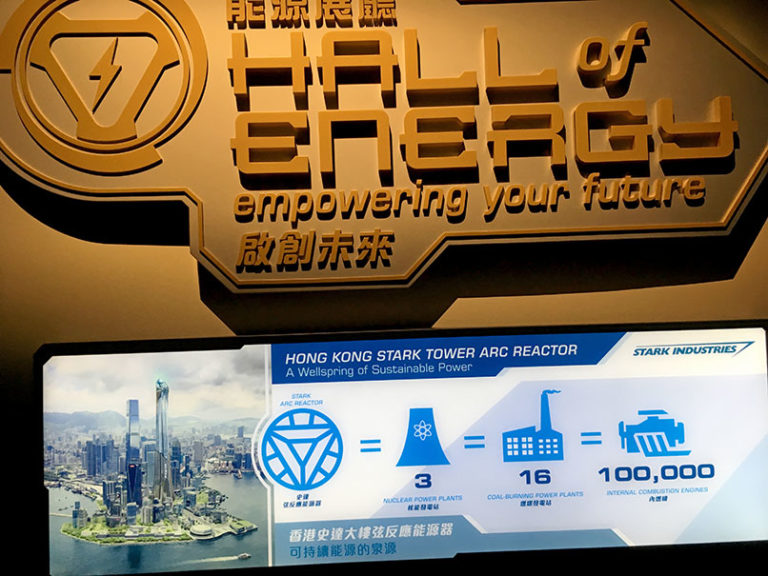 能源展廳
HALL of
ENERGY
empowering your future
啟創未來
HONG KONG STARK TOWER ARC REACTOR
A Wellspring of Sustainable Power
STARK INDUSTRIES
STARK
ARC REACTOR
史達
弧反應能源器
=
3
NUCLEAR POWER PLANTS
核能發電站
=
16
COAL-BURNING POWER PLANTS
燃煤發電站
=
100,000
INTERNAL COMBUSTION ENGINES
內燃機
香港史達大樓弧反應能源器
可持續能源的泉源